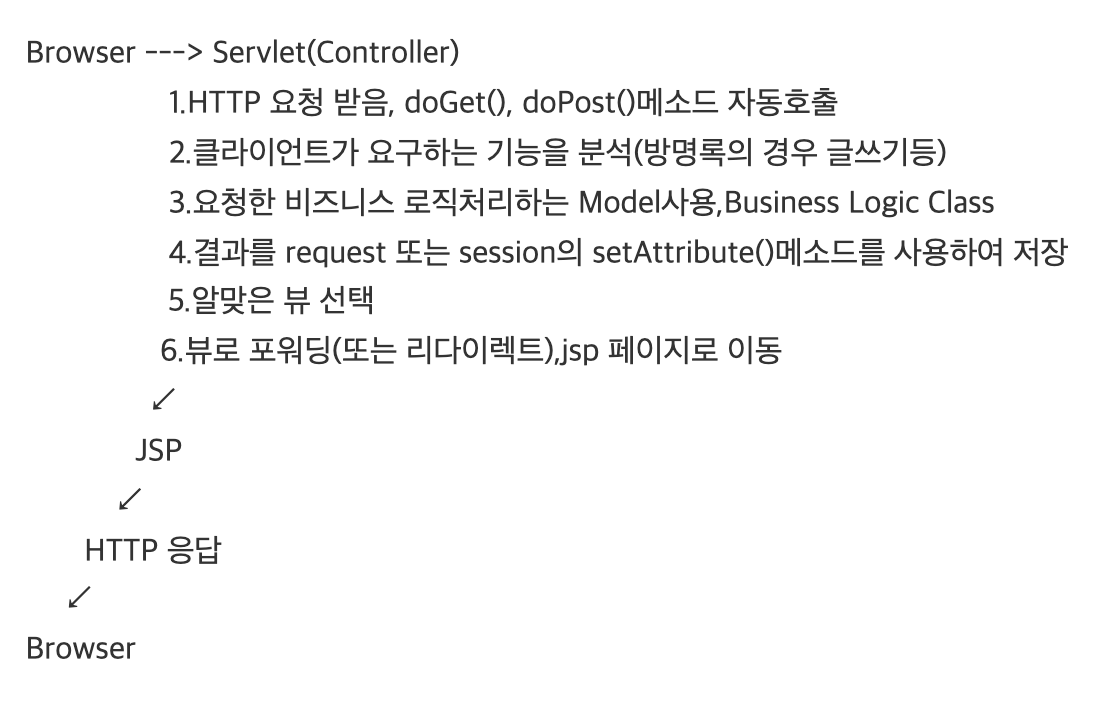 Browser ---> Servlet(Controller)
1.HTTP 요청 받음, doGet(), doPost()메소드 자동호출
2.클라이언트가 요구하는 기능을 분석(방명록의 경우 글쓰기등)
3.요청한 비즈니스 로직처리하는 Model사용,Business Logic Class
4.결과를 request 또는 session의 setAttribute()메소드를 사용하여 저장
5.알맞은 뷰 선택
6.뷰로 포워딩(또는 리다이렉트),jsp 페이지로 이동
↙
JSP
↙
HTTP 응답
↙
Browser